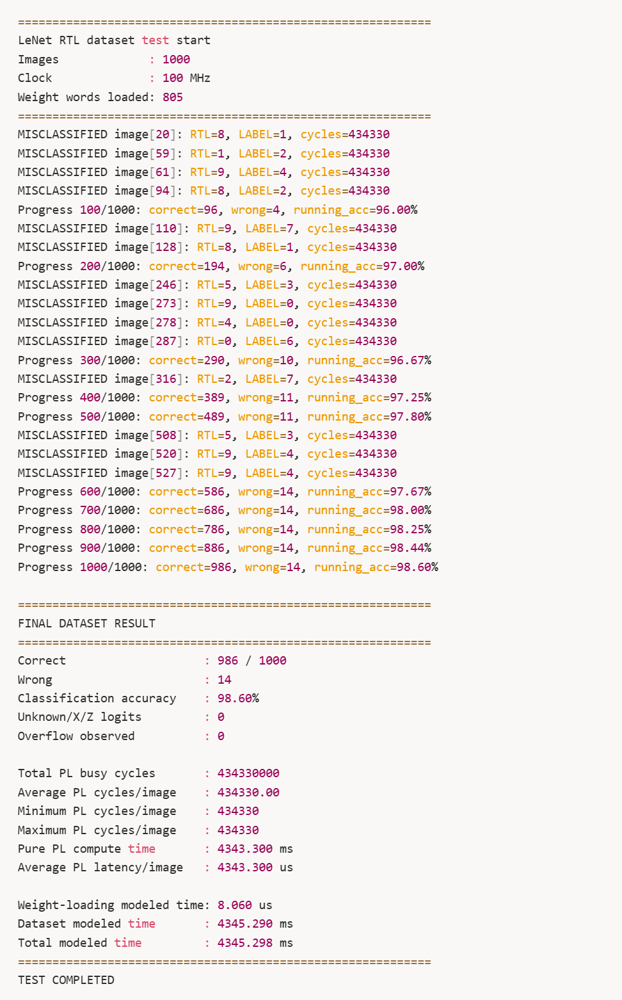 ============================================================
LeNet RTL dataset test start
Images             : 1000
Clock              : 100 MHz
Weight words loaded: 805
============================================================
MISCLASSIFIED image[20]: RTL=8, LABEL=1, cycles=434330
MISCLASSIFIED image[59]: RTL=1, LABEL=2, cycles=434330
MISCLASSIFIED image[61]: RTL=9, LABEL=4, cycles=434330
MISCLASSIFIED image[94]: RTL=8, LABEL=2, cycles=434330
Progress 100/1000: correct=96, wrong=4, running_acc=96.00%
MISCLASSIFIED image[110]: RTL=9, LABEL=7, cycles=434330
MISCLASSIFIED image[128]: RTL=8, LABEL=1, cycles=434330
Progress 200/1000: correct=194, wrong=6, running_acc=97.00%
MISCLASSIFIED image[246]: RTL=5, LABEL=3, cycles=434330
MISCLASSIFIED image[273]: RTL=9, LABEL=0, cycles=434330
MISCLASSIFIED image[278]: RTL=4, LABEL=0, cycles=434330
MISCLASSIFIED image[287]: RTL=0, LABEL=6, cycles=434330
Progress 300/1000: correct=290, wrong=10, running_acc=96.67%
MISCLASSIFIED image[316]: RTL=2, LABEL=7, cycles=434330
Progress 400/1000: correct=389, wrong=11, running_acc=97.25%
Progress 500/1000: correct=489, wrong=11, running_acc=97.80%
MISCLASSIFIED image[508]: RTL=5, LABEL=3, cycles=434330
MISCLASSIFIED image[520]: RTL=9, LABEL=4, cycles=434330
MISCLASSIFIED image[527]: RTL=9, LABEL=4, cycles=434330
Progress 600/1000: correct=586, wrong=14, running_acc=97.67%
Progress 700/1000: correct=686, wrong=14, running_acc=98.00%
Progress 800/1000: correct=786, wrong=14, running_acc=98.25%
Progress 900/1000: correct=886, wrong=14, running_acc=98.44%
Progress 1000/1000: correct=986, wrong=14, running_acc=98.60%

============================================================
FINAL DATASET RESULT
============================================================
Correct                    : 986 / 1000
Wrong                      : 14
Classification accuracy    : 98.60%
Unknown/X/Z logits         : 0
Overflow observed          : 0

Total PL busy cycles       : 434330000
Average PL cycles/image    : 434330.00
Minimum PL cycles/image    : 434330
Maximum PL cycles/image    : 434330
Pure PL compute time       : 4343.300 ms
Average PL latency/image   : 4343.300 us

Weight-loading modeled time: 8.060 us
Dataset modeled time       : 4345.290 ms
Total modeled time         : 4345.298 ms
============================================================
TEST COMPLETED